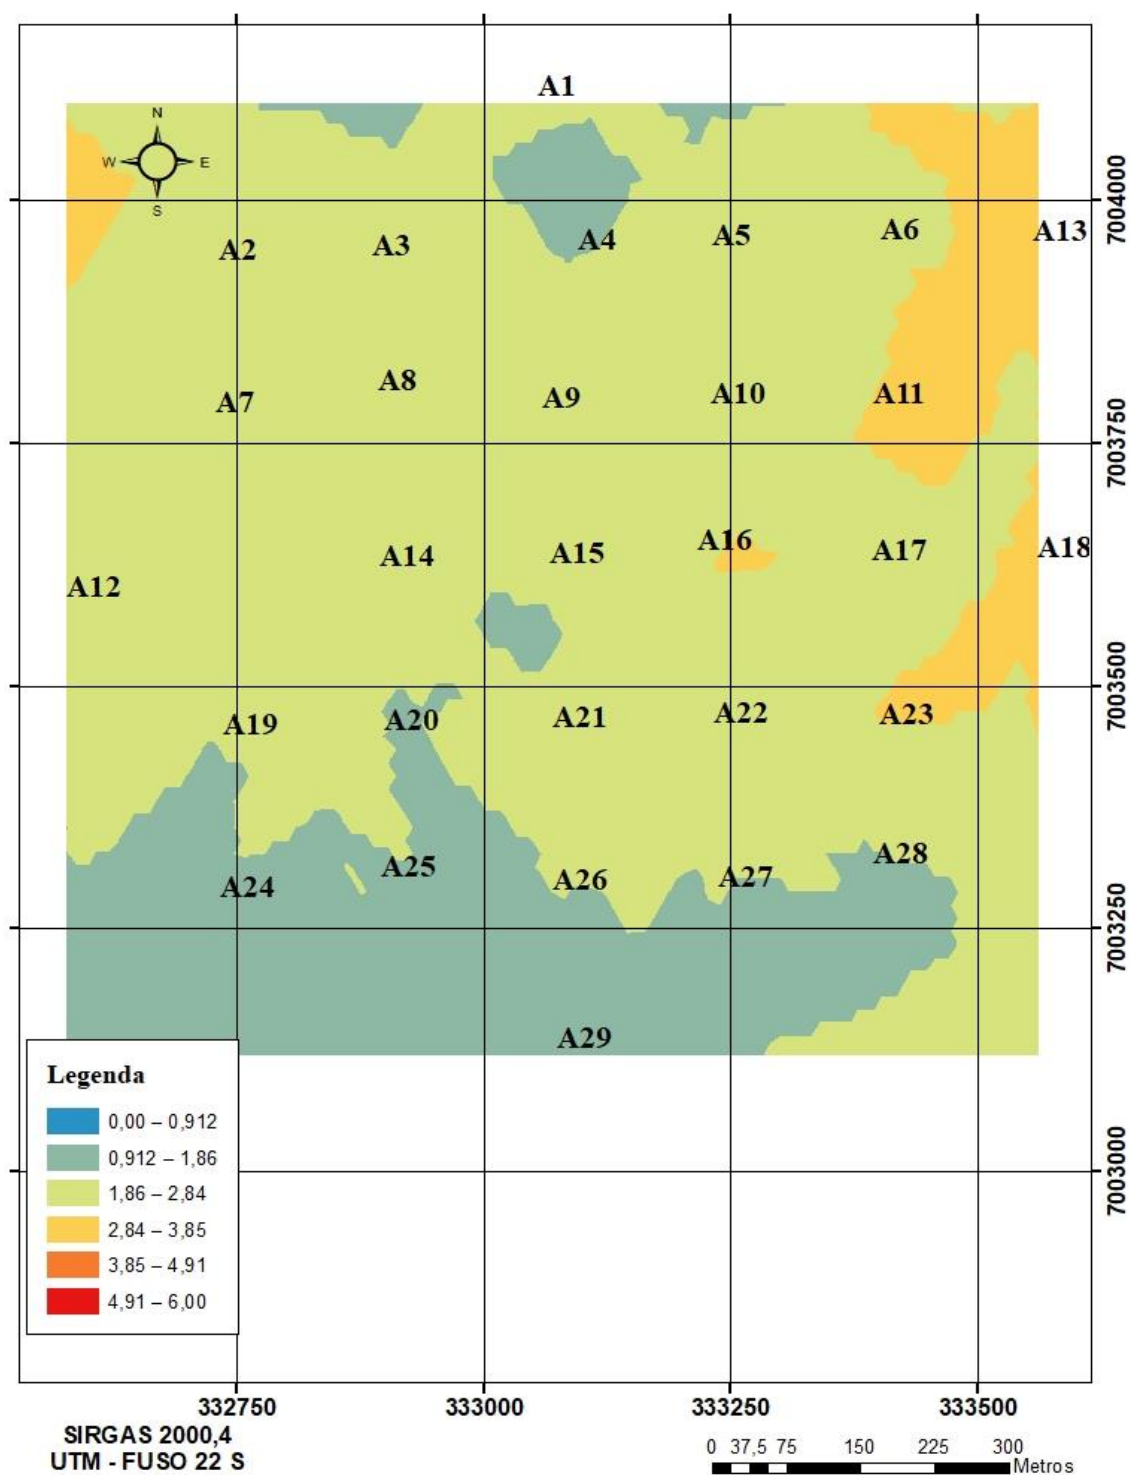 A1
N
W E
S
A2 A3 A4 A5 A6 A13
7004000
A7 A8 A9 A10 A11
7003750
A12 A14 A15 A16 A17 A18
7003500
A19 A20 A21 A22 A23
A24 A25 A26 A27 A28
7003250
A29
Legenda
0,00 – 0,912
0,912 – 1,86
1,86 – 2,84
2,84 – 3,85
3,85 – 4,91
4,91 – 6,00
7003000
332750 333000 333250 333500
SIRGAS 2000,4
UTM - FUSO 22 S
0 37,5 75 150 225 300
Metros